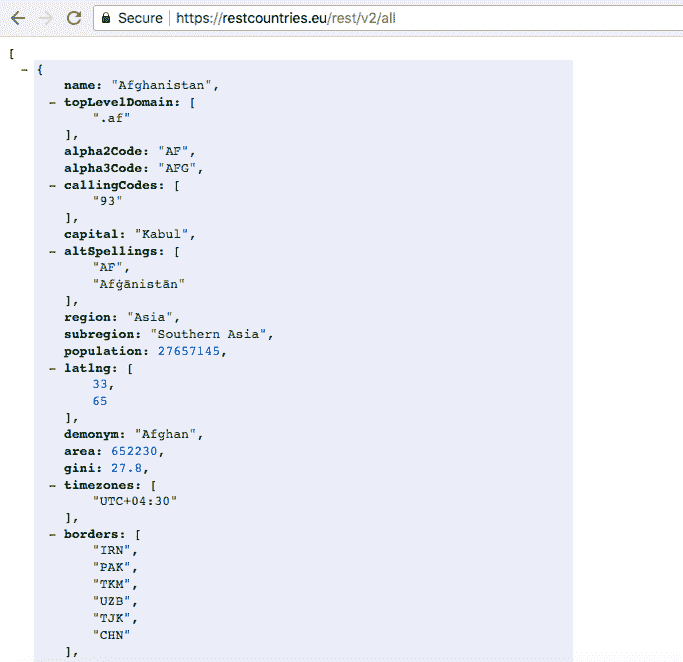 Secure | https://restcountries.eu/rest/v2/all
[
– {
name: "Afghanistan",
– topLevelDomain: [
".af"
],
alpha2Code: "AF",
alpha3Code: "AFG",
– callingCodes: [
"93"
],
capital: "Kabul",
– altSpellings: [
"AF",
"Afġānistān"
],
region: "Asia",
subregion: "Southern Asia",
population: 27657145,
– latlng: [
33,
65
],
demonym: "Afghan",
area: 652230,
gini: 27.8,
– timezones: [
"UTC+04:30"
],
– borders: [
"IRN",
"PAK",
"TKM",
"UZB",
"TJK",
"CHN"
],